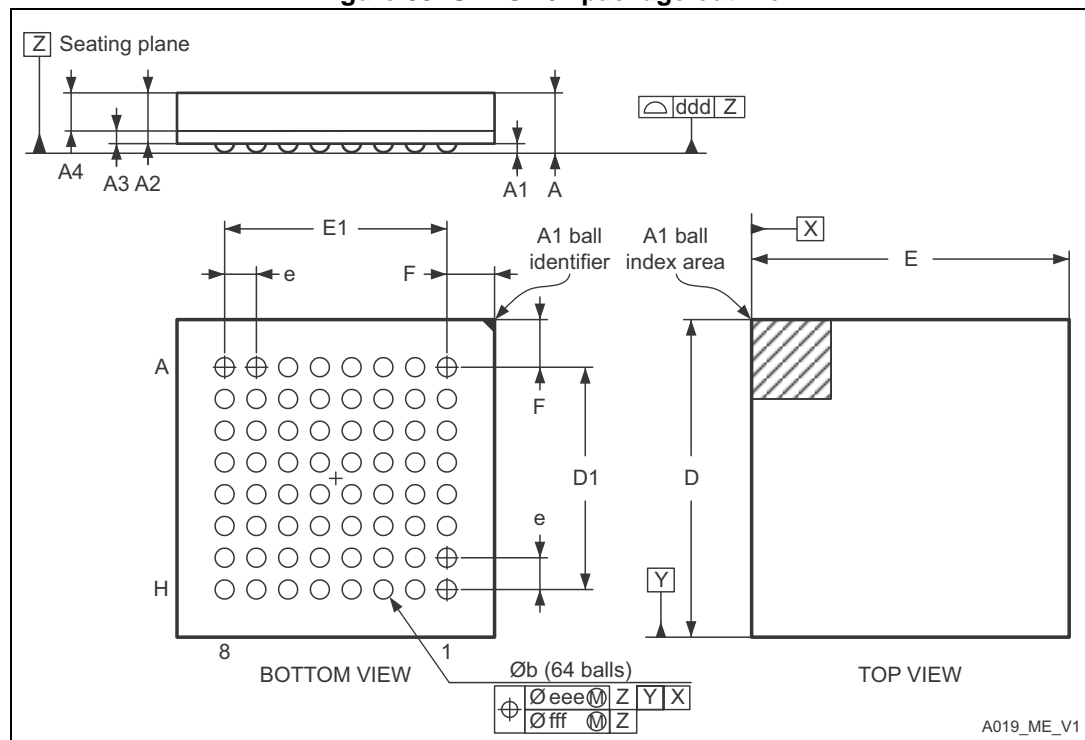 Z Seating plane
ddd Z
A4
A3 A2
A1 A
E1
e
F
A1 ball
identifier
A1 ball
index area
X
E
A
F
D1
D
e
H
Y
8
1
BOTTOM VIEW
Øb (64 balls)
TOP VIEW
Ø eee Ⓜ Z Y X
Ø fff Ⓜ Z
A019_ME_V1